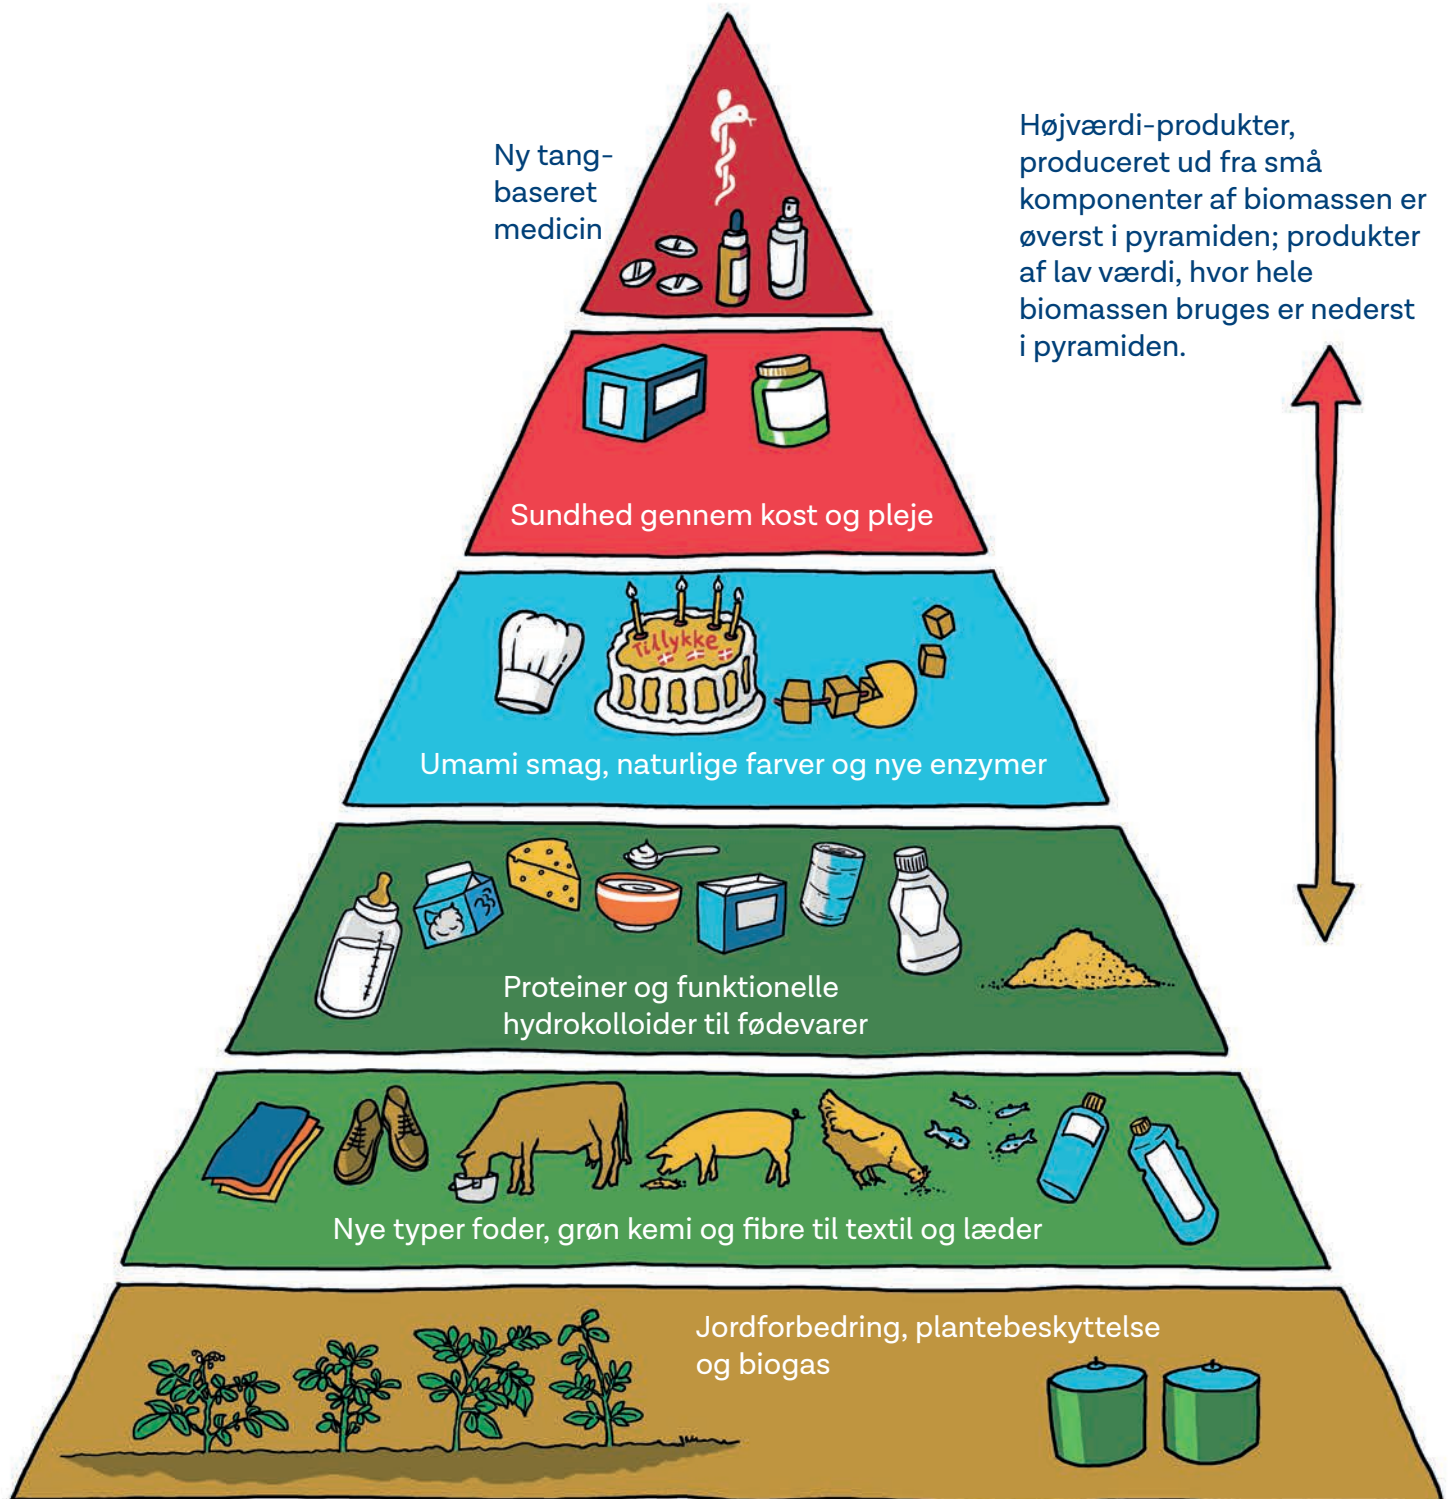 Ny tang-
baseret
medicin
Højværdi-produkter,
produceret ud fra små
komponenter af biomassen er
øverst i pyramiden; produkter
af lav værdi, hvor hele
biomassen bruges er nederst
i pyramiden.
Sundhed gennem kost og pleje
Tillykke
Umami smag, naturlige farver og nye enzymer
Proteiner og funktionelle
hydrokolloider til fødevarer
Nye typer foder, grøn kemi og fibre til textil og læder
Jordforbedring, plantebeskyttelse
og biogas